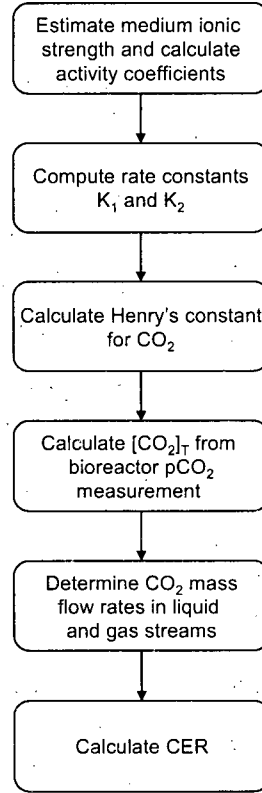 Estimate medium ionic
strength and calculate
activity coefficients
Compute rate constants
K₁ and K₂
Calculate Henry's constant
for CO₂
Calculate [CO₂]T from
bioreactor pCO₂
measurement
Determine CO₂ mass
flow rates in liquid
and gas streams
Calculate CER